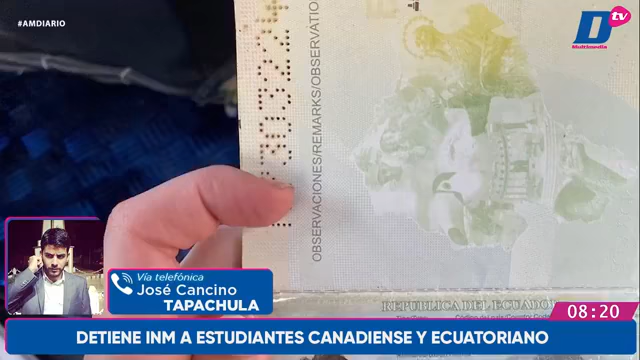 #AMDIARIO
D tv
Multimedia
OBSERVACIONES/REMARKS/OBSERVATIO
REPÚBLICA DEL ECUADOR
Vía telefónica
José Cancino
TAPACHULA
08:20
DETIENE INM A ESTUDIANTES CANADIENSE Y ECUATORIANO